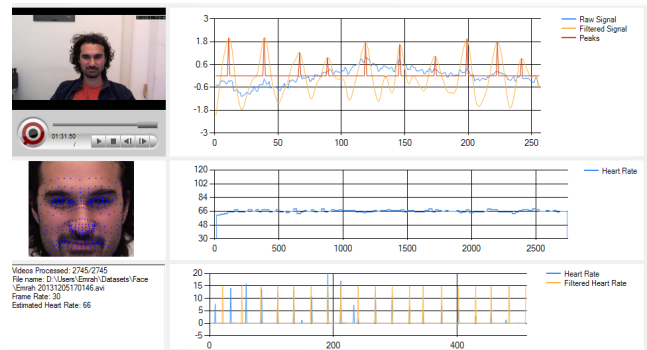 3
1.8
0.6
-0.6
-1.8
-3
0 50 100 150 200 250
Raw Signal
Filtered Signal
Peaks
01:31.50
/
120
102
84
66
48
30
0 500 1000 1500 2000 2500
Heart Rate
Videos Processed: 2745/2745
File name: D:\Users\Emrah\Datasets\Face
\Emrah 20131205170146.avi
Frame Rate: 30
Estimated Heart Rate: 66
20
15
10
5
0
-5
0 200 400
Heart Rate
Filtered Heart Rate